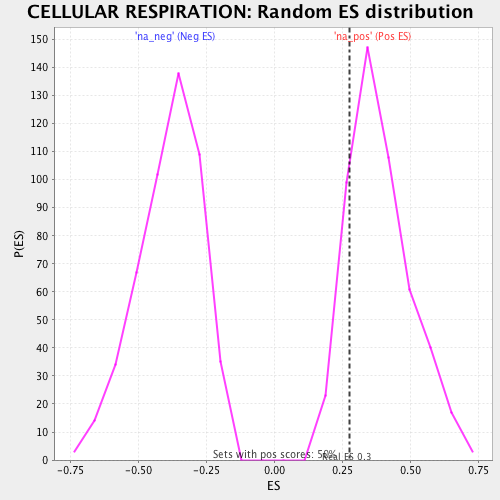 CELLULAR RESPIRATION: Random ES distribution
'na_neg' (Neg ES) 'na_pos' (Pos ES)
150
140
130
120
110
100
90
80
70
60
50
40
30
20
10
0
P(ES)
Sets with pos scores: 50%
Real ES 0.3
-0.75 -0.50 -0.25 0.00 0.25 0.50 0.75
ES